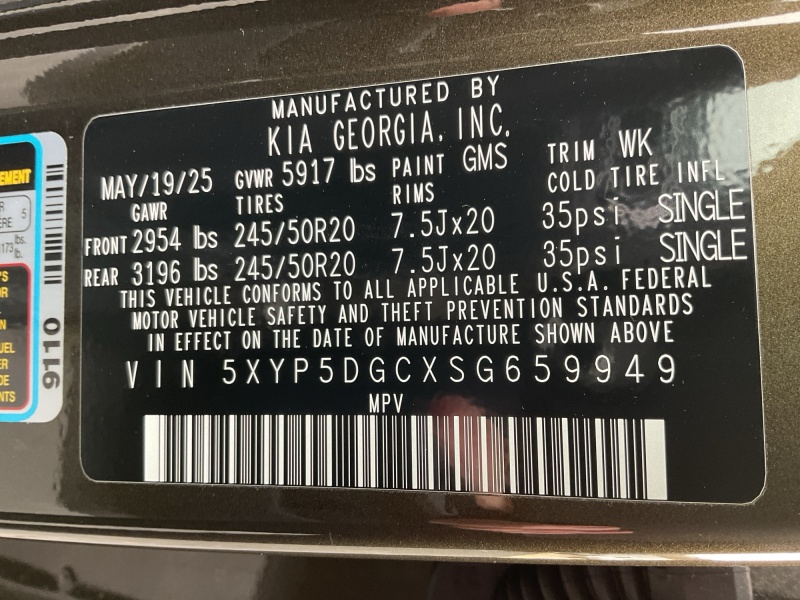 MANUFACTURED BY
KIA GEORGIA, INC.
MAY/19/25 GVWR 5917 lbs PAINT GMS TRIM WK
GAWR TIRES RIMS COLD TIRE INFL
FRONT 2954 lbs 245/50R20 7.5Jx20 35psi SINGLE
REAR 3196 lbs 245/50R20 7.5Jx20 35psi SINGLE
THIS VEHICLE CONFORMS TO ALL APPLICABLE U.S.A. FEDERAL
MOTOR VEHICLE SAFETY AND THEFT PREVENTION STANDARDS
IN EFFECT ON THE DATE OF MANUFACTURE SHOWN ABOVE
VIN 5XYP5DGCXSG659949
MPV
9110